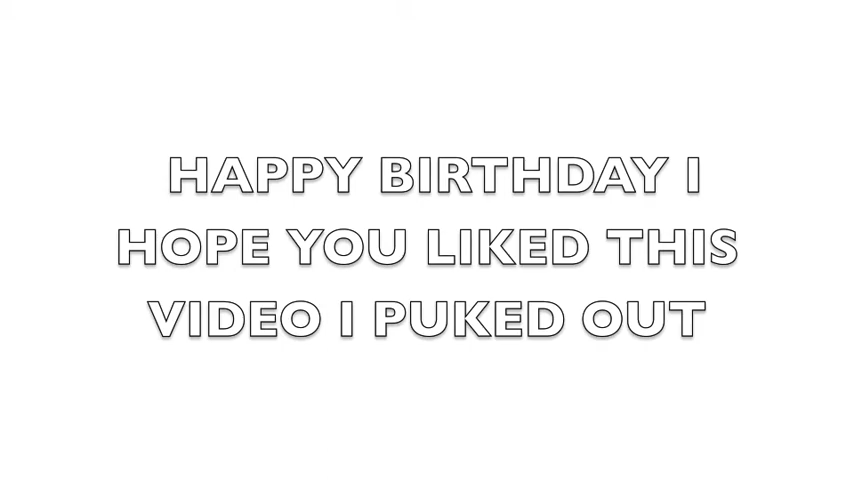 HAPPY BIRTHDAY I
HOPE YOU LIKED THIS
VIDEO I PUKED OUT